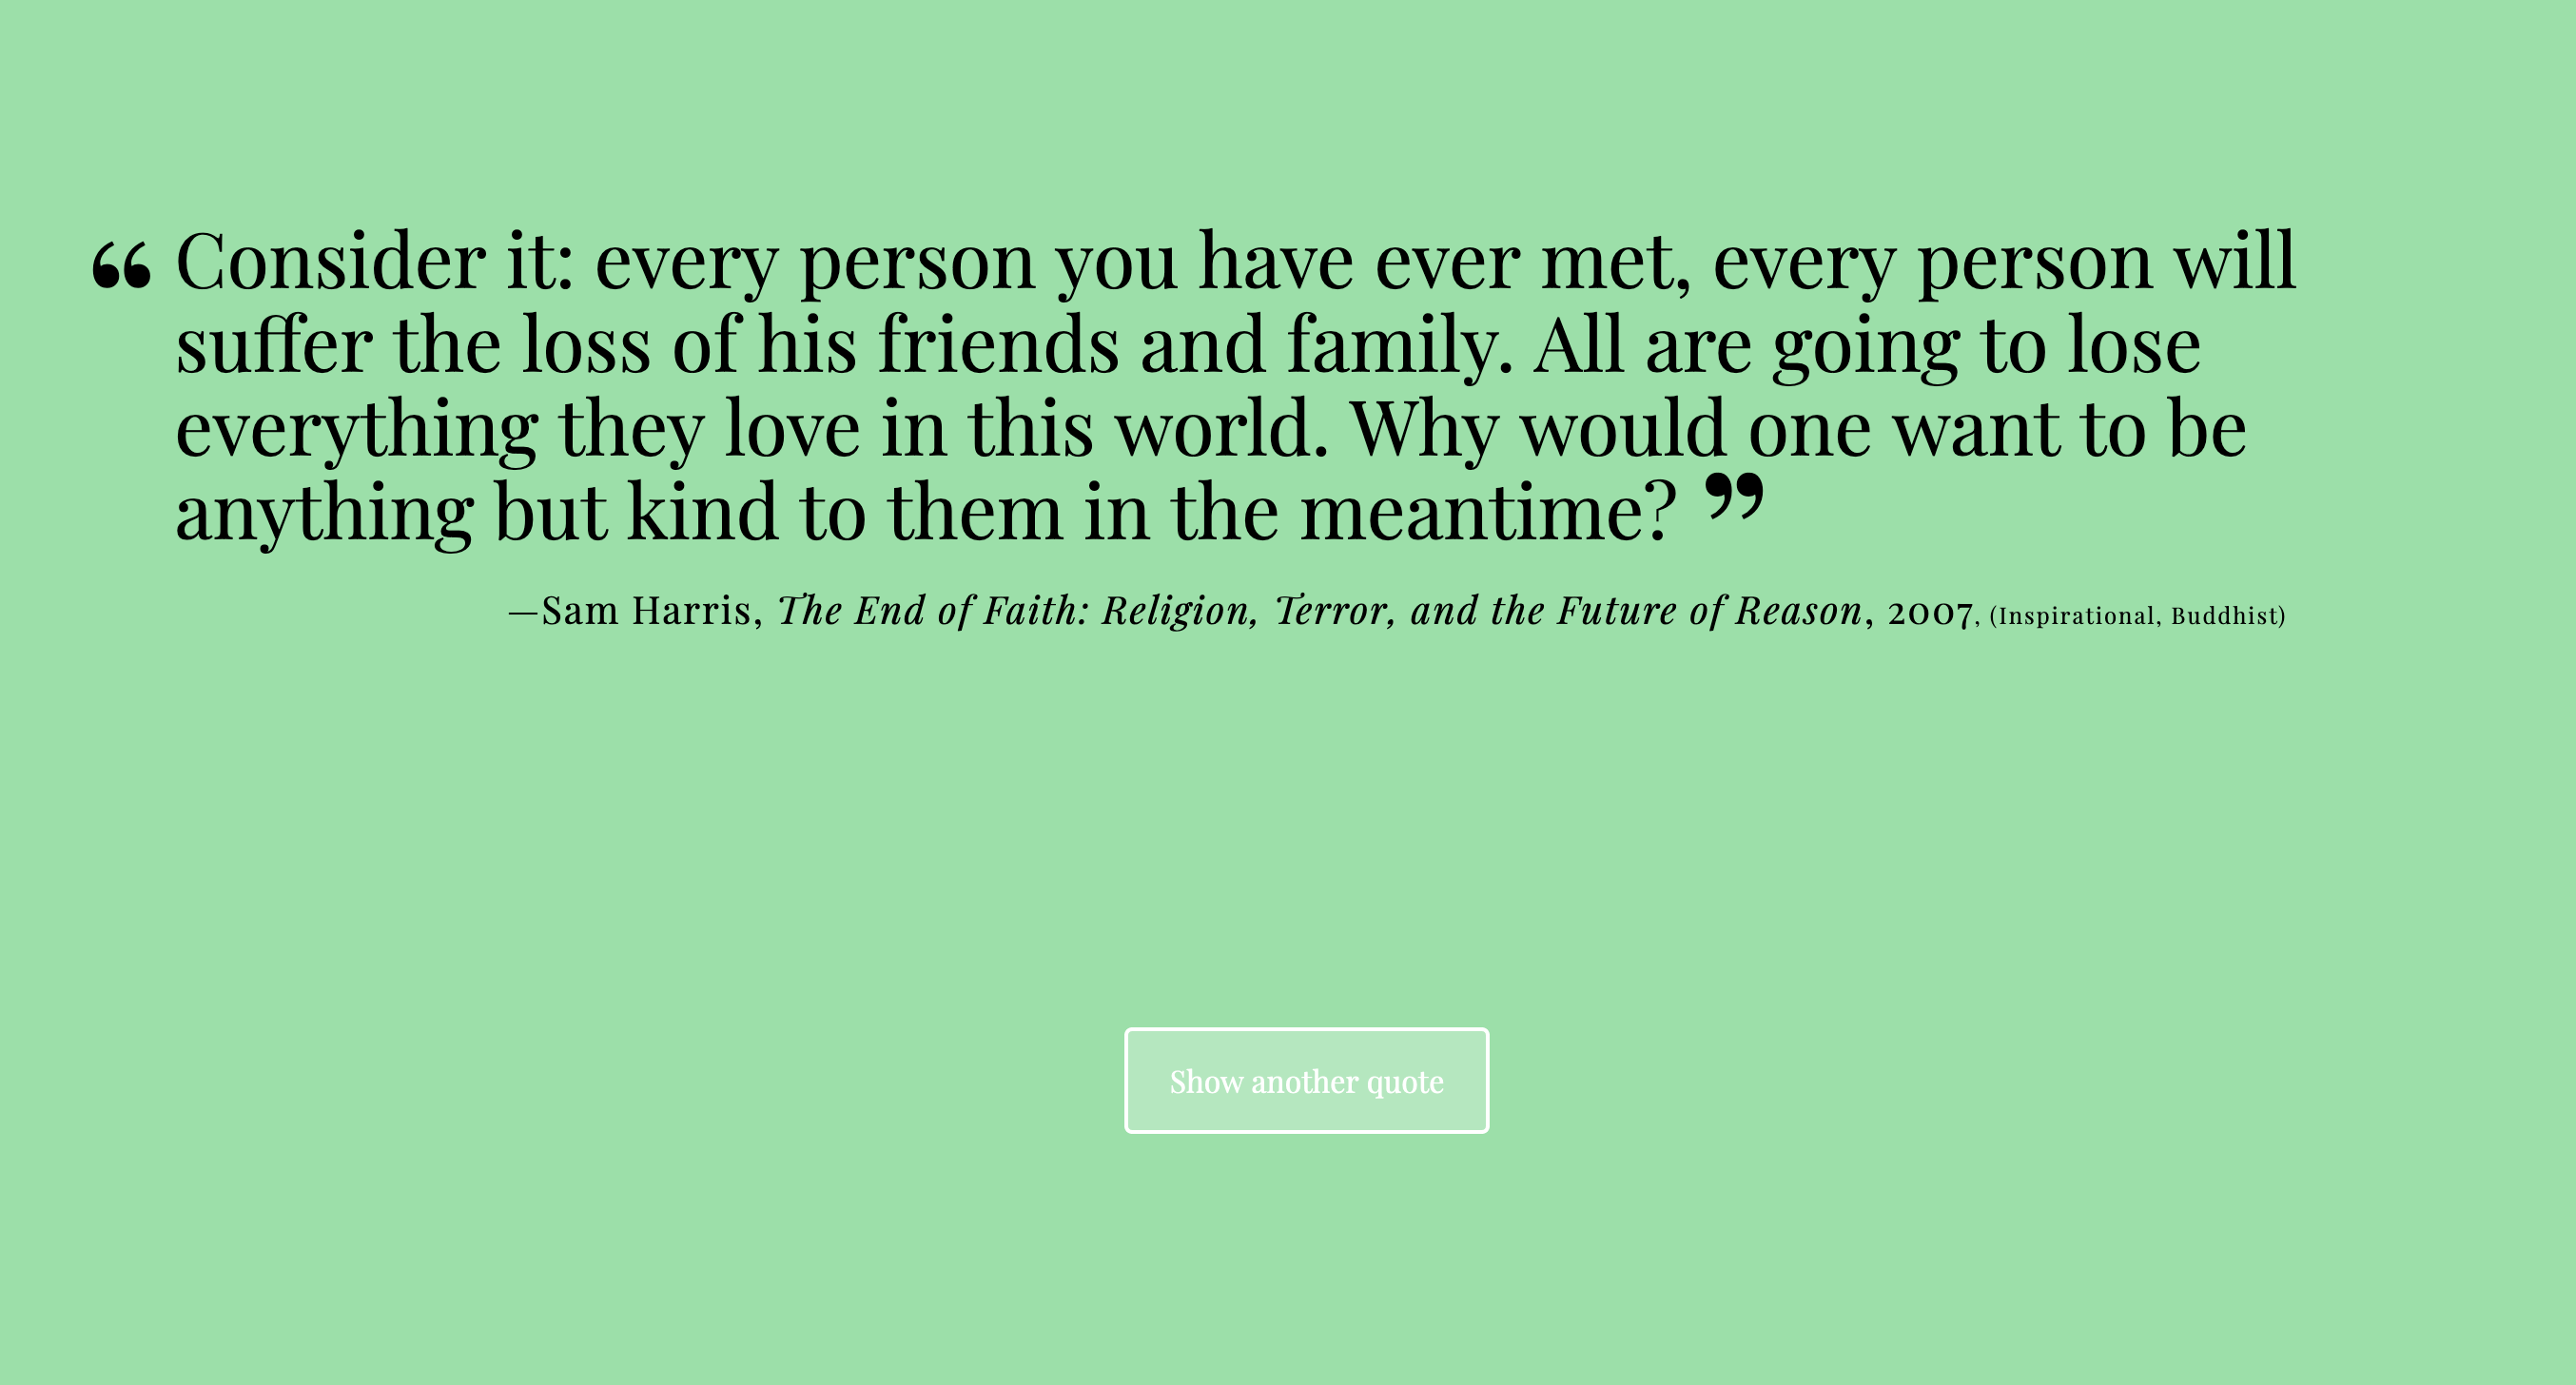 “Consider it: every person you have ever met, every person will
suffer the loss of his friends and family. All are going to lose
everything they love in this world. Why would one want to be
anything but kind to them in the meantime? ”
—Sam Harris, The End of Faith: Religion, Terror, and the Future of Reason, 2007, (Inspirational, Buddhist)
Show another quote